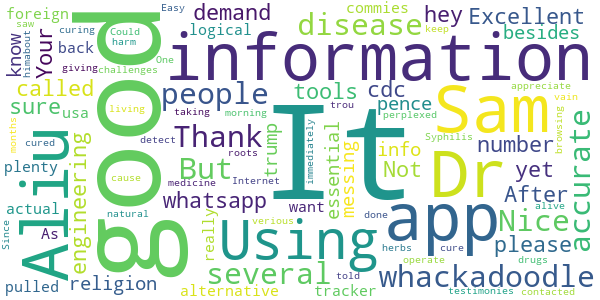 foreign
saw
himabout
Easy
curing
harm
Could
demand
hey
commies
disease
Excellent
know
Your
giving
challenges
back
logical
besides
One
keep
good
information
called
cdc
sure
usa
people
tools
pence
Sam
appreciate
vain
months
living
taking
morning
trou
perplexed
Thank
It
Dr
number
yet
info
Syphilis
browsing
Aliu
engineering
cured
detect
roots
But
trump
essential
immediately
messing
Not
After
alive
accurate
plenty
cause
Internet
medicine
whatsapp
want
app
Nice
actual
natural
Using
done
herbs
cure
please
Since
As
really
verious
operate
drugs
pulled
religion
several
whackadoodle
alternative
tracker
told
testimonies
contacted